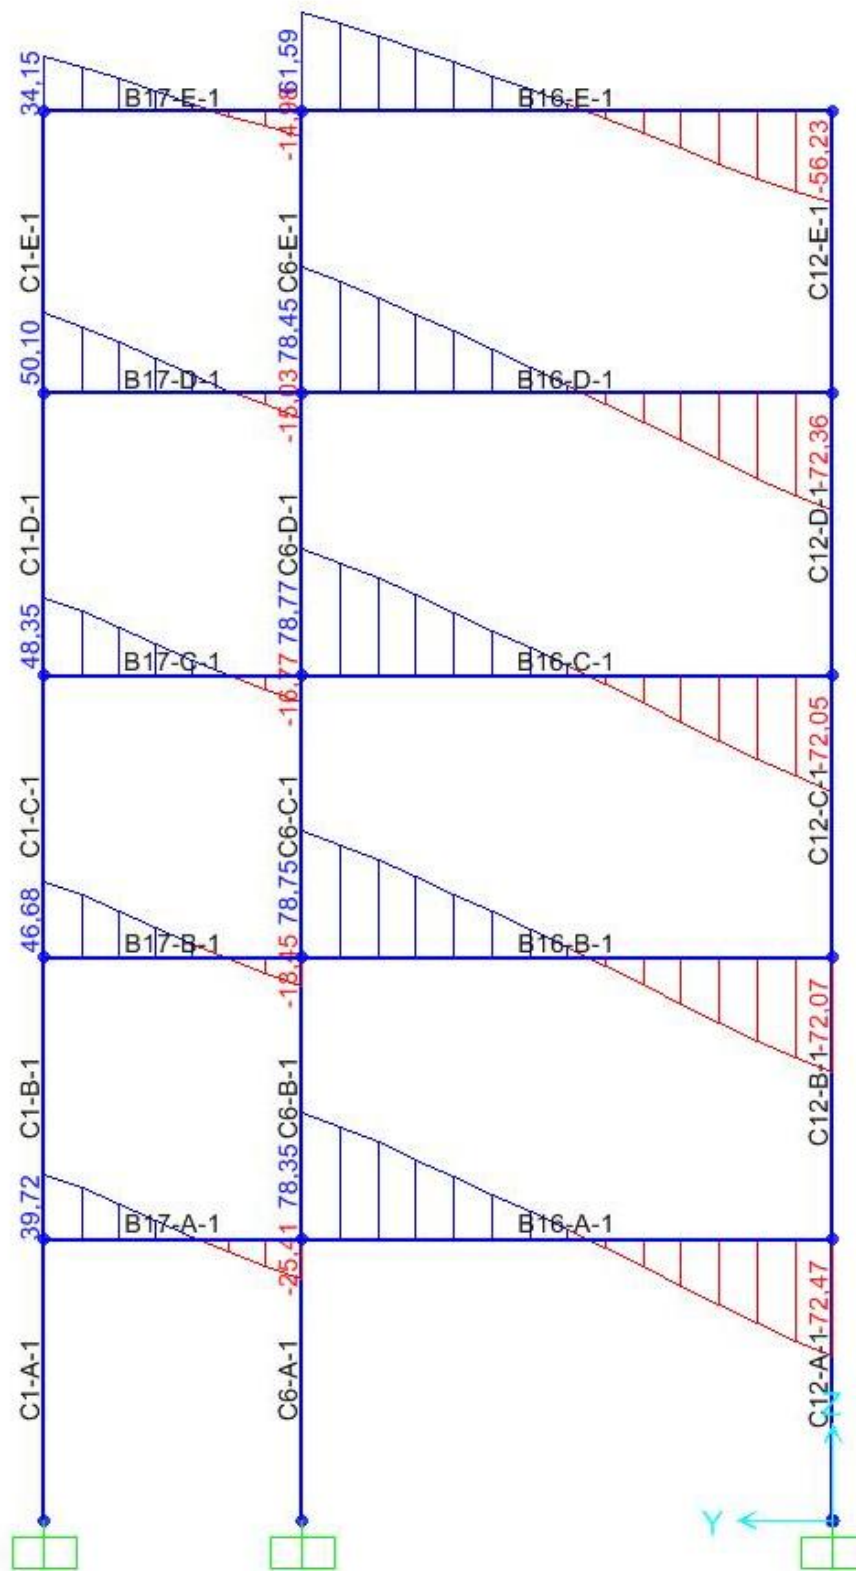 34,15
61,59
B17-E-1
B16-E-1
-14,98
-56,23
C1-E-1
C6-E-1
C12-E-1
50,10
78,45
B17-D-1
B16-D-1
-15,03
-72,36
C1-D-1
C6-D-1
C12-D-1
48,35
78,77
B17-C-1
B16-C-1
-16,77
-72,05
C1-C-1
C6-C-1
C12-C-1
46,68
78,75
B17-B-1
B16-B-1
-18,45
-72,07
C1-B-1
C6-B-1
C12-B-1
39,72
78,35
B17-A-1
B16-A-1
-25,41
-72,47
C1-A-1
C6-A-1
C12-A-1
Z
Y